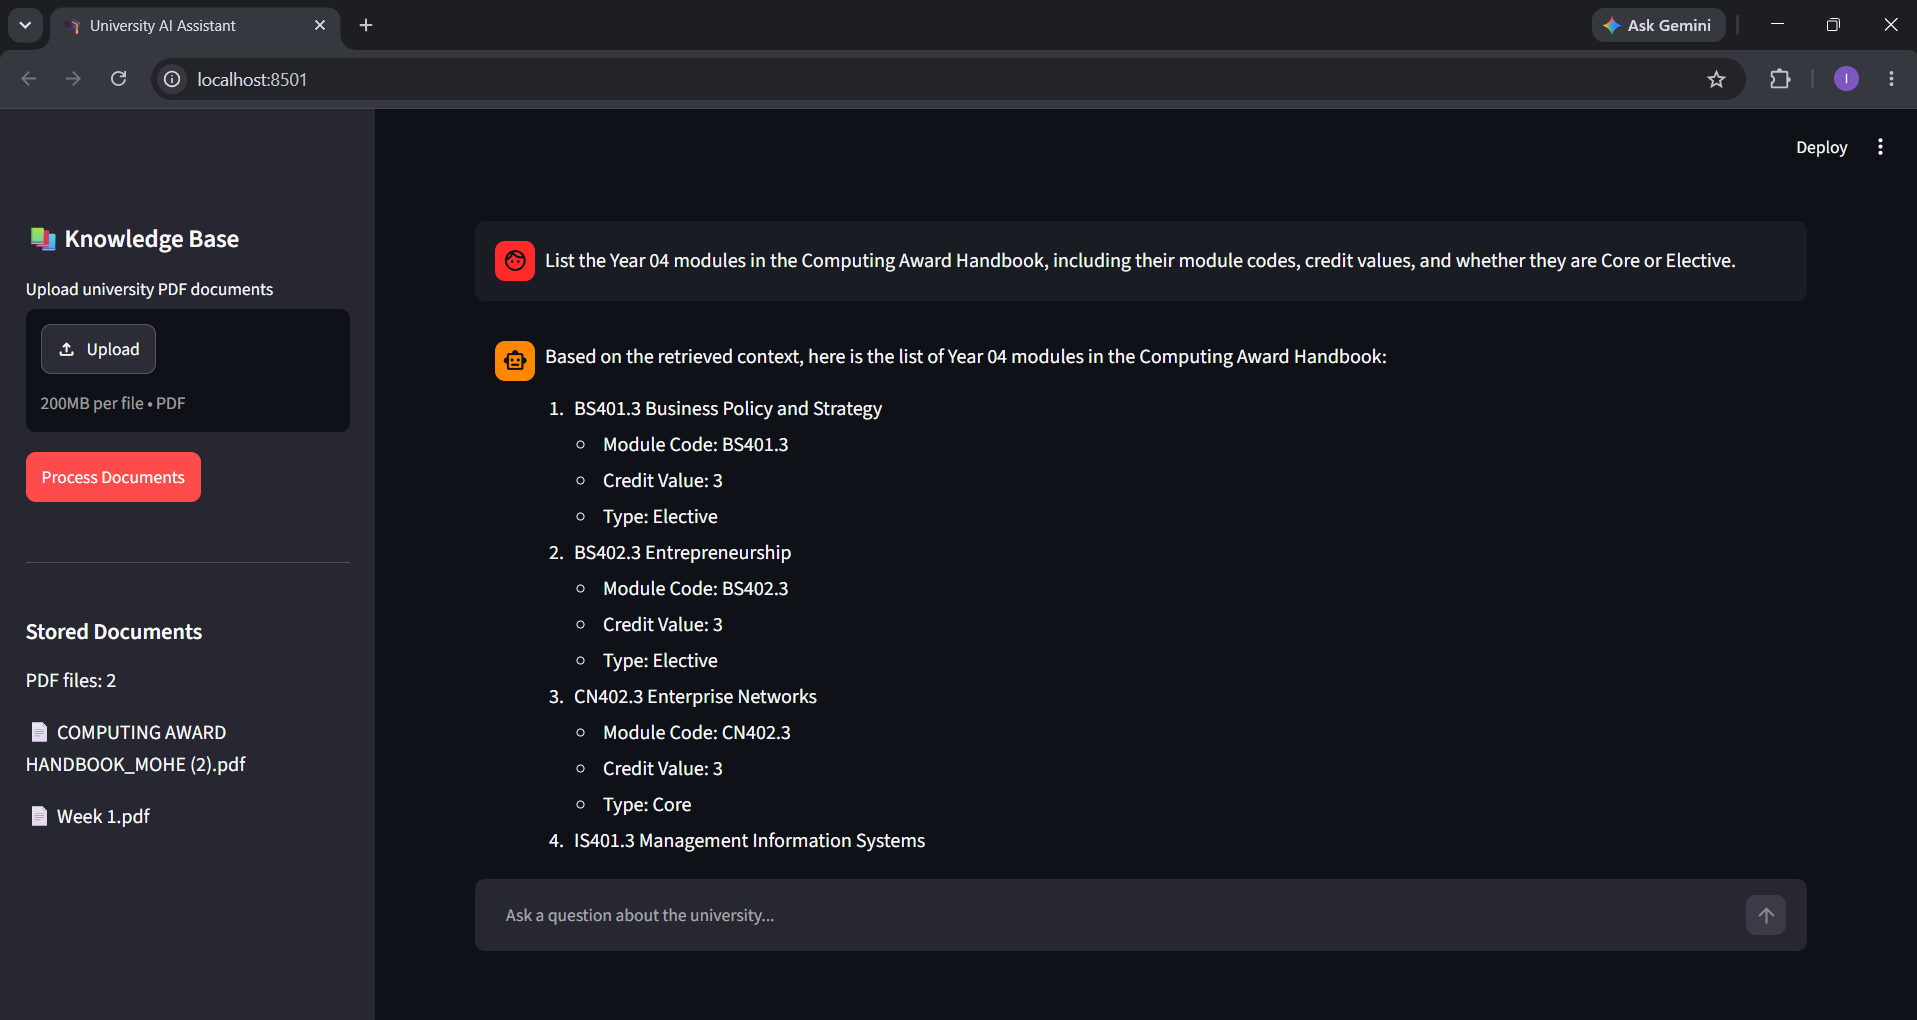 University AI Assistant
Ask Gemini
localhost:8501
I
Deploy
📚 Knowledge Base
Upload university PDF documents
Upload
200MB per file • PDF
Process Documents
Stored Documents
PDF files: 2
📄 COMPUTING AWARD
HANDBOOK_MOHE (2).pdf
📄 Week 1.pdf
List the Year 04 modules in the Computing Award Handbook, including their module codes, credit values, and whether they are Core or Elective.
Based on the retrieved context, here is the list of Year 04 modules in the Computing Award Handbook:
1. BS401.3 Business Policy and Strategy
Module Code: BS401.3
Credit Value: 3
Type: Elective
2. BS402.3 Entrepreneurship
Module Code: BS402.3
Credit Value: 3
Type: Elective
3. CN402.3 Enterprise Networks
Module Code: CN402.3
Credit Value: 3
Type: Core
4. IS401.3 Management Information Systems
Ask a question about the university...